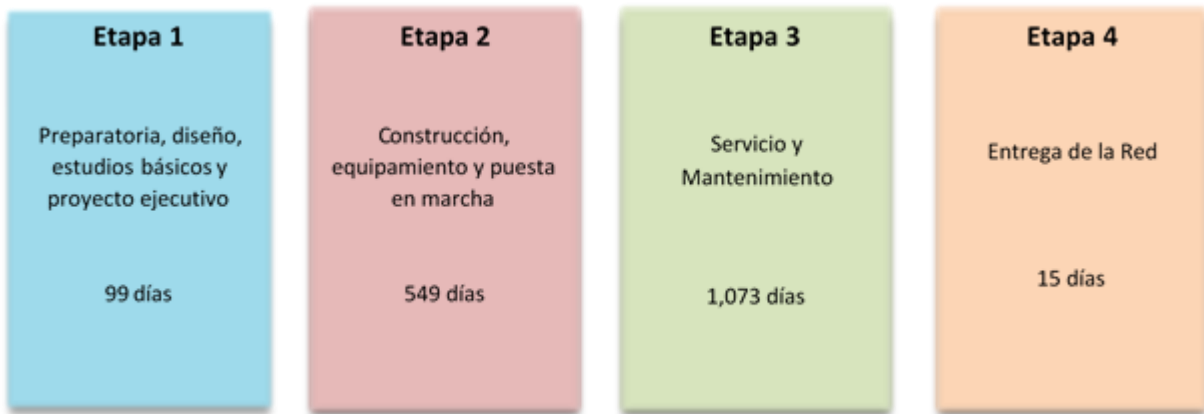 Etapa 1
Preparatoria, diseño,
estudios básicos y
proyecto ejecutivo
99 días
Etapa 2
Construcción,
equipamiento y puesta
en marcha
549 días
Etapa 3
Servicio y
Mantenimiento
1,073 días
Etapa 4
Entrega de la Red
15 días